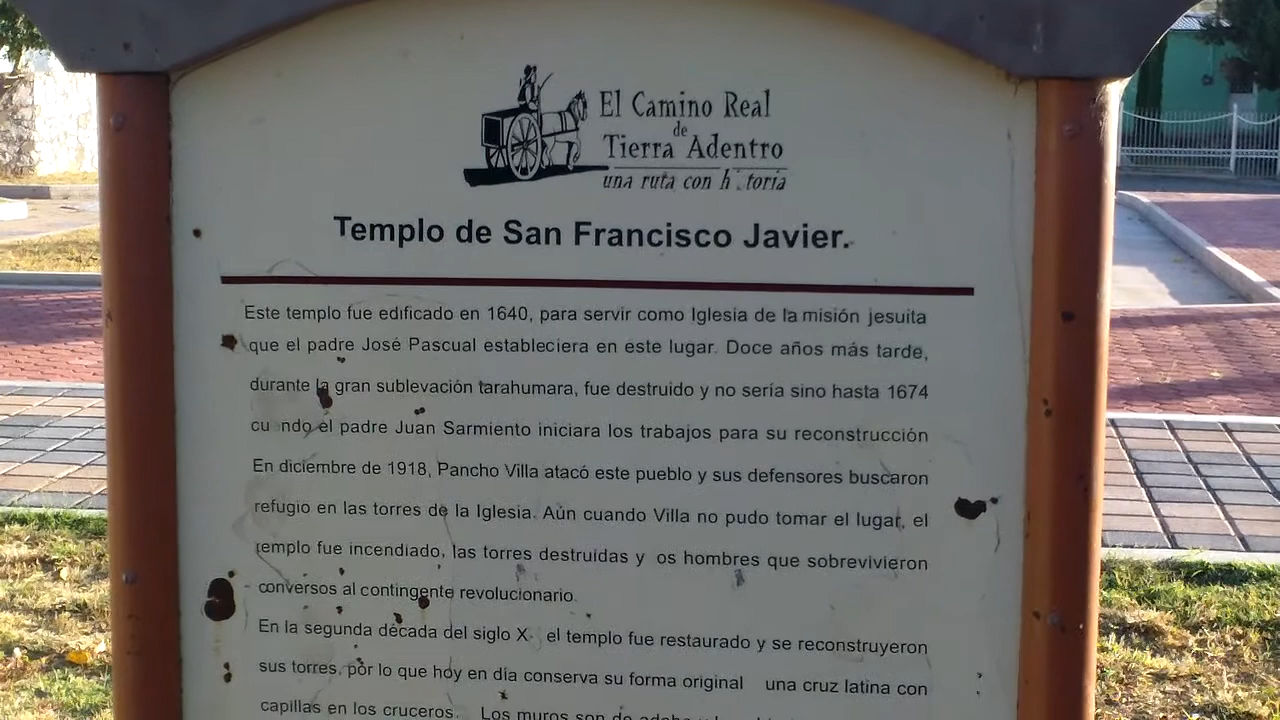 El Camino Real
de
Tierra Adentro
una ruta con h toria
Templo de San Francisco Javier.
Este templo fue edificado en 1640, para servir como Iglesia de la misión jesuita
que el padre José Pascual estableciera en este lugar. Doce años más tarde,
durante la gran sublevación tarahumara, fue destruido y no sería sino hasta 1674
cu ndo el padre Juan Sarmiento iniciara los trabajos para su reconstrucción
En diciembre de 1918, Pancho Villa atacó este pueblo y sus defensores buscaron
refugio en las torres de la Iglesia. Aún cuando Villa no pudo tomar el lugar, el
templo fue incendiado, las torres destruidas y os hombres que sobrevivieron
conversos al contingente revolucionario.
En la segunda década del siglo X el templo fue restaurado y se reconstruyeron
sus torres, por lo que hoy en día conserva su forma original una cruz latina con
capillas en los cruceros. Los muros son de adobe